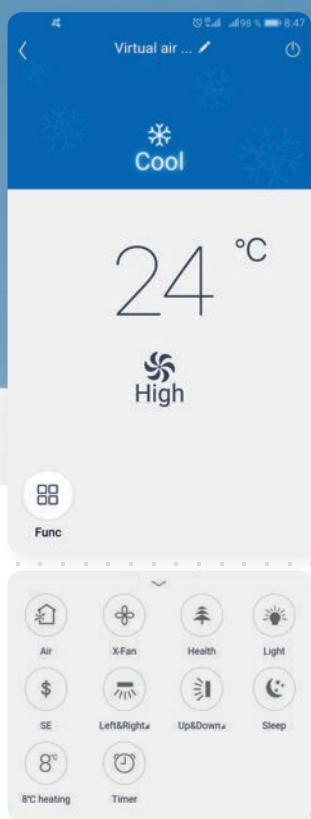 98 % 8:47
Virtual air ...
Cool
24 °C
High
Func
Air X-Fan Health Light
$
SE Left&Right Up&Down Sleep
8℃
8℃ heating Timer